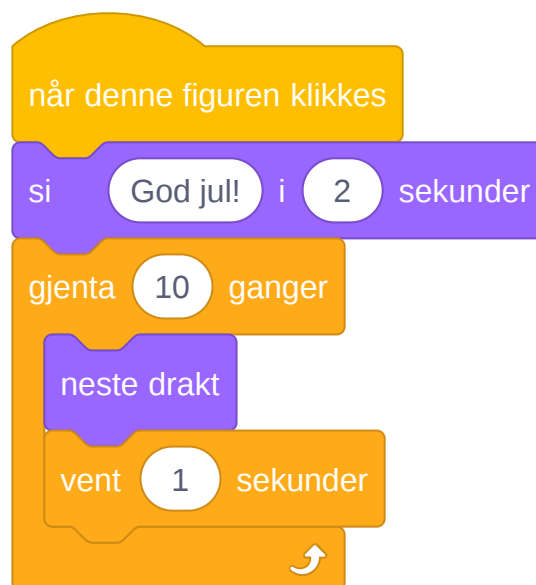 når denne figuren klikkes
si God jul! i 2 sekunder
gjenta 10 ganger
neste drakt
vent 1 sekunder